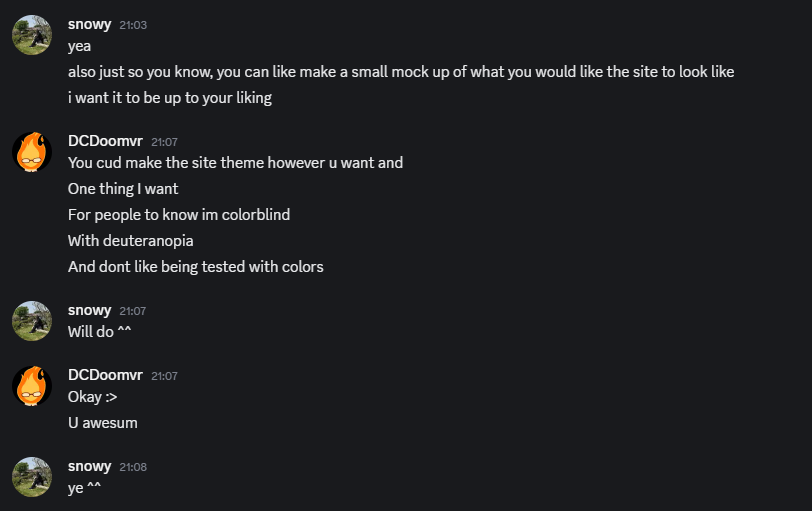 snowy 21:03
yea
also just so you know, you can like make a small mock up of what you would like the site to look like
i want it to be up to your liking
DCDoomvr 21:07
You cud make the site theme however u want and
One thing I want
For people to know im colorblind
With deuteranopia
And dont like being tested with colors
snowy 21:07
Will do ^^
DCDoomvr 21:07
Okay :>
U awesum
snowy 21:08
ye ^^